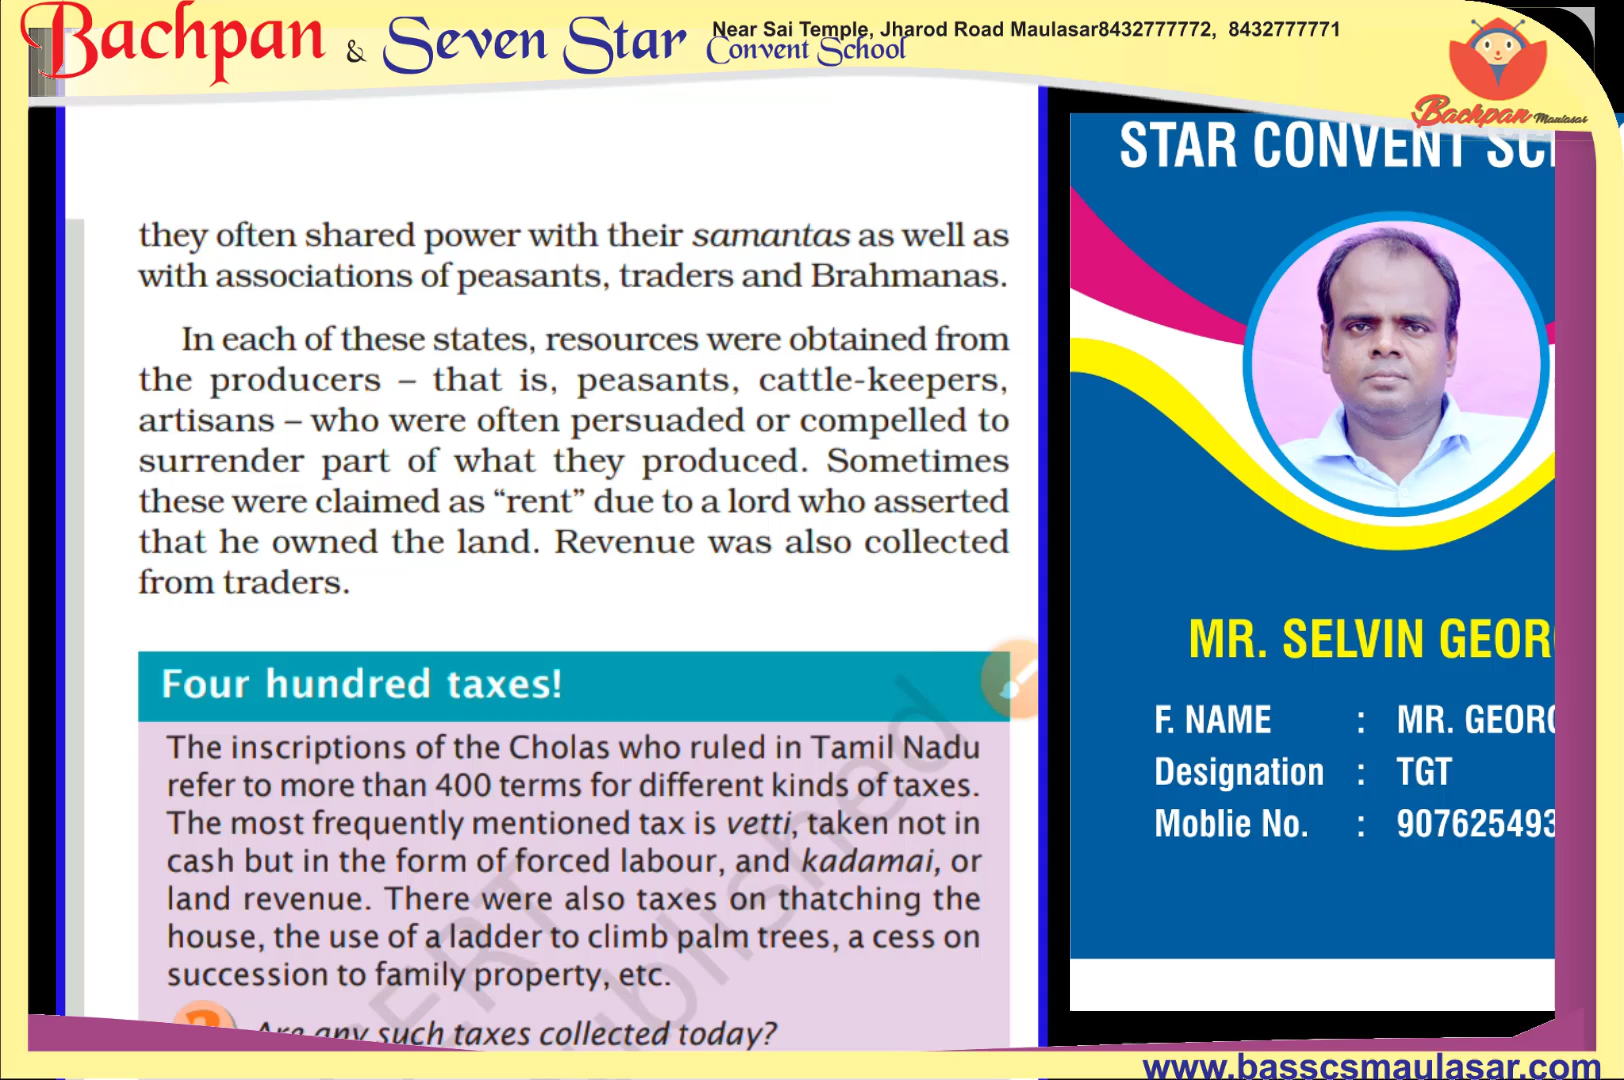 Bachpan & Seven Star Convent School
Near Sai Temple, Jharod Road Maulasar8432777772, 8432777771
Bachpan Maulasar
they often shared power with their samantas as well as
with associations of peasants, traders and Brahmanas.
In each of these states, resources were obtained from
the producers – that is, peasants, cattle-keepers,
artisans – who were often persuaded or compelled to
surrender part of what they produced. Sometimes
these were claimed as “rent” due to a lord who asserted
that he owned the land. Revenue was also collected
from traders.
Four hundred taxes!
The inscriptions of the Cholas who ruled in Tamil Nadu
refer to more than 400 terms for different kinds of taxes.
The most frequently mentioned tax is vetti, taken not in
cash but in the form of forced labour, and kadamai, or
land revenue. There were also taxes on thatching the
house, the use of a ladder to climb palm trees, a cess on
succession to family property, etc.
Are any such taxes collected today?
STAR CONVENT SC
MR. SELVIN GEOR
F. NAME : MR. GEOR
Designation : TGT
Moblie No. : 907625493
www.basscsmaulasar.com